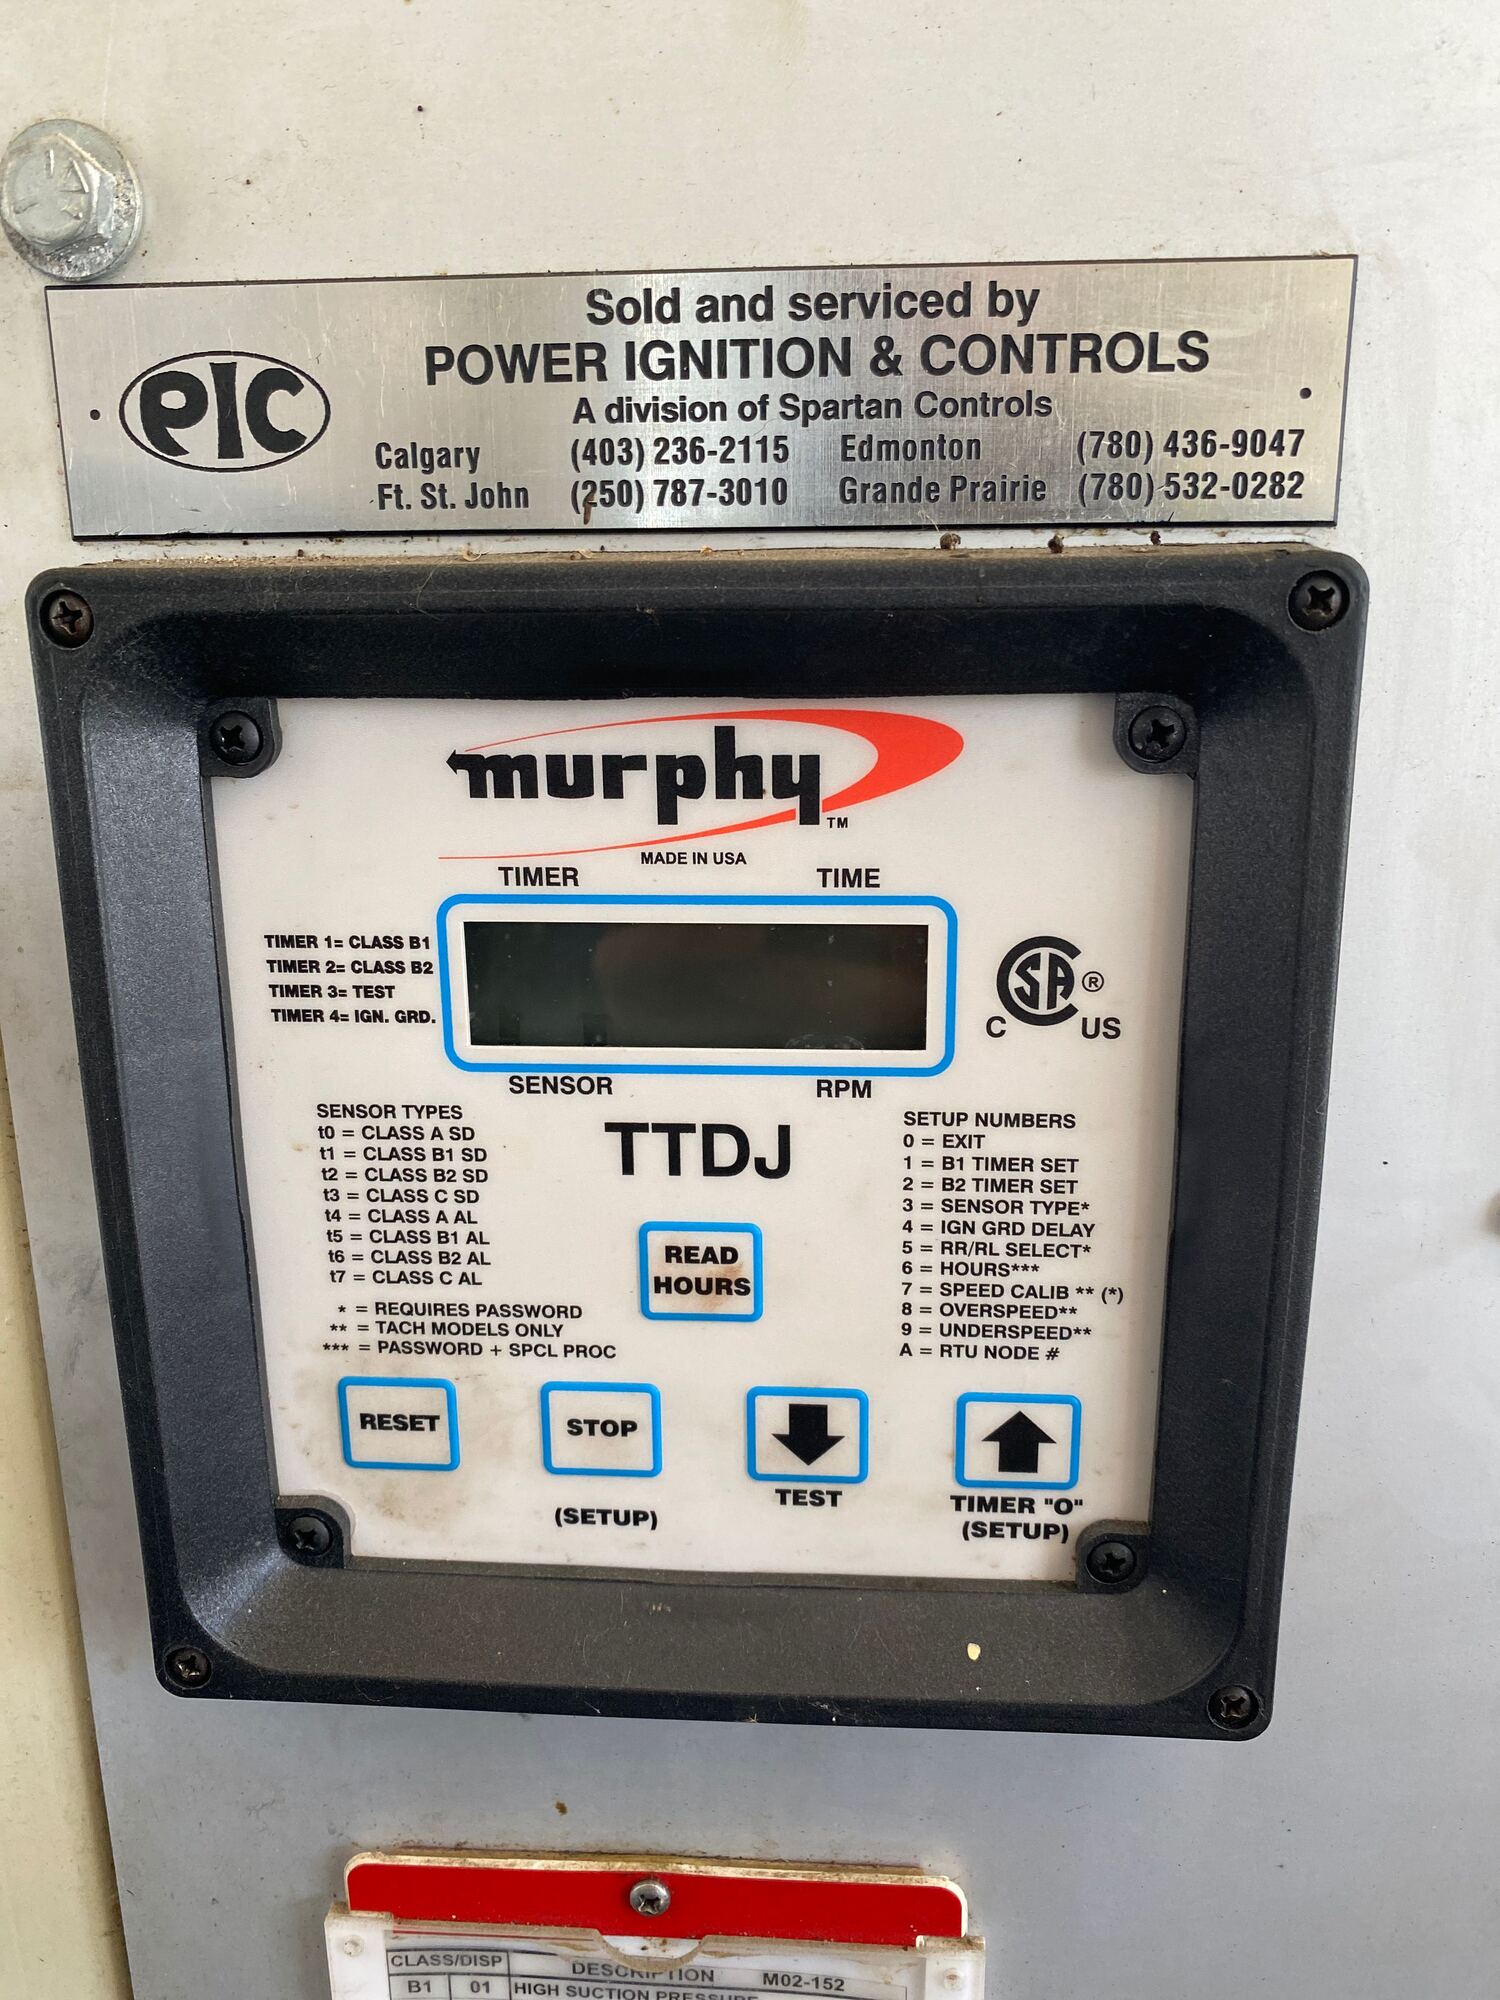 PIC
Sold and serviced by
POWER IGNITION & CONTROLS
A division of Spartan Controls
Calgary (403) 236-2115 Edmonton (780) 436-9047
Ft. St. John (250) 787-3010 Grande Prairie (780) 532-0282
murphy TM
MADE IN USA
TIMER TIME
TIMER 1= CLASS B1
TIMER 2= CLASS B2
TIMER 3= TEST
TIMER 4= IGN. GRD.
CSA ®
C US
SENSOR RPM
TTDJ
SENSOR TYPES
t0 = CLASS A SD
t1 = CLASS B1 SD
t2 = CLASS B2 SD
t3 = CLASS C SD
t4 = CLASS A AL
t5 = CLASS B1 AL
t6 = CLASS B2 AL
t7 = CLASS C AL
* = REQUIRES PASSWORD
** = TACH MODELS ONLY
*** = PASSWORD + SPCL PROC
READ
HOURS
SETUP NUMBERS
0 = EXIT
1 = B1 TIMER SET
2 = B2 TIMER SET
3 = SENSOR TYPE*
4 = IGN GRD DELAY
5 = RR/RL SELECT*
6 = HOURS***
7 = SPEED CALIB ** (*)
8 = OVERSPEED**
9 = UNDERSPEED**
A = RTU NODE #
RESET
STOP
(SETUP)
TEST
TIMER "O"
(SETUP)
CLASS/DISP DESCRIPTION M02-152
B1 01 HIGH SUCTION PRESSURE